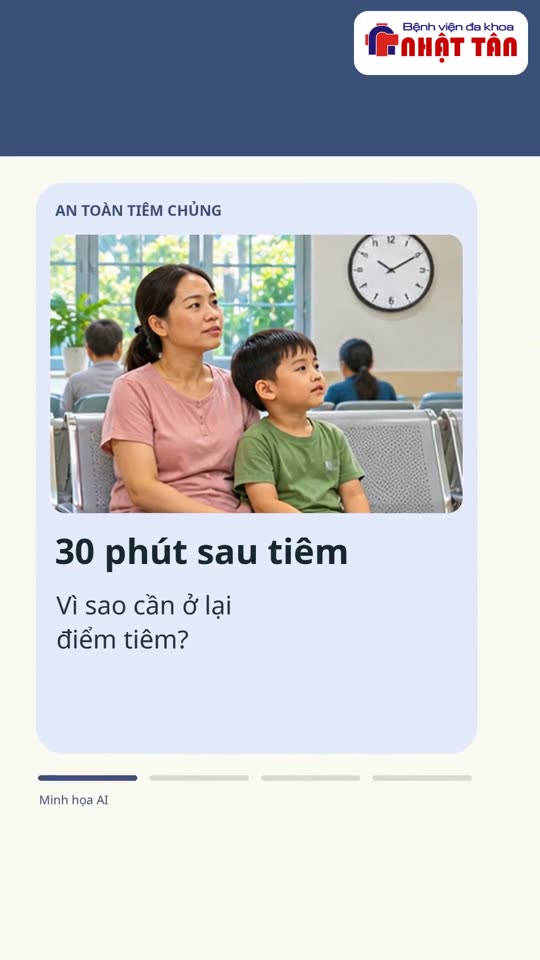 Bệnh viện đa khoa
NHẬT TÂN
AN TOÀN TIÊM CHỦNG
12
30 phút sau tiêm
Vì sao cần ở lại
điểm tiêm?
Minh họa AI